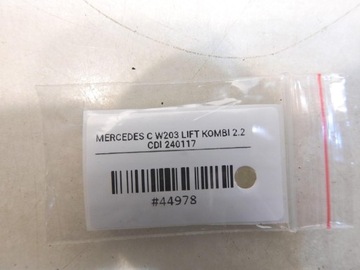 MERCEDES C W203 LIFT KOMBI 2.2
CDI 240117
#44978